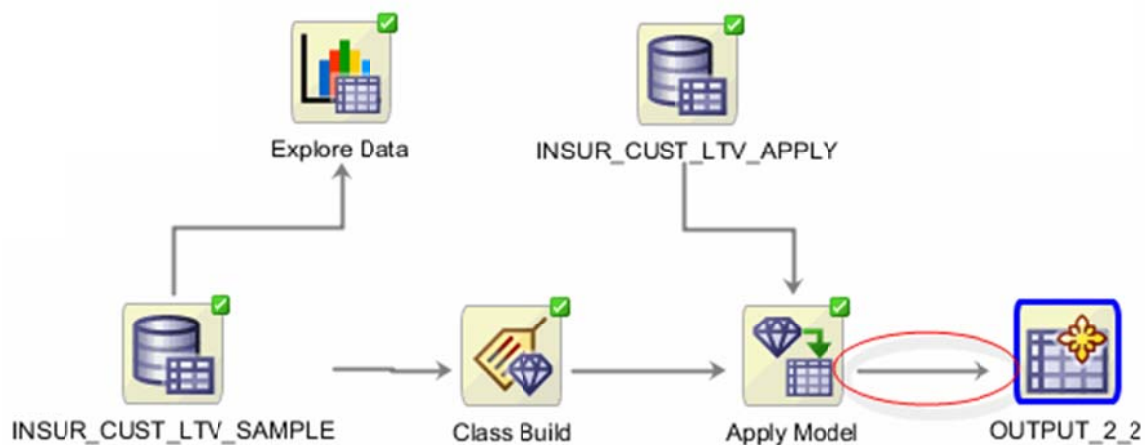 Explore Data
INSUR_CUST_LTV_APPLY
INSUR_CUST_LTV_SAMPLE
Class Build
Apply Model
OUTPUT_2_2